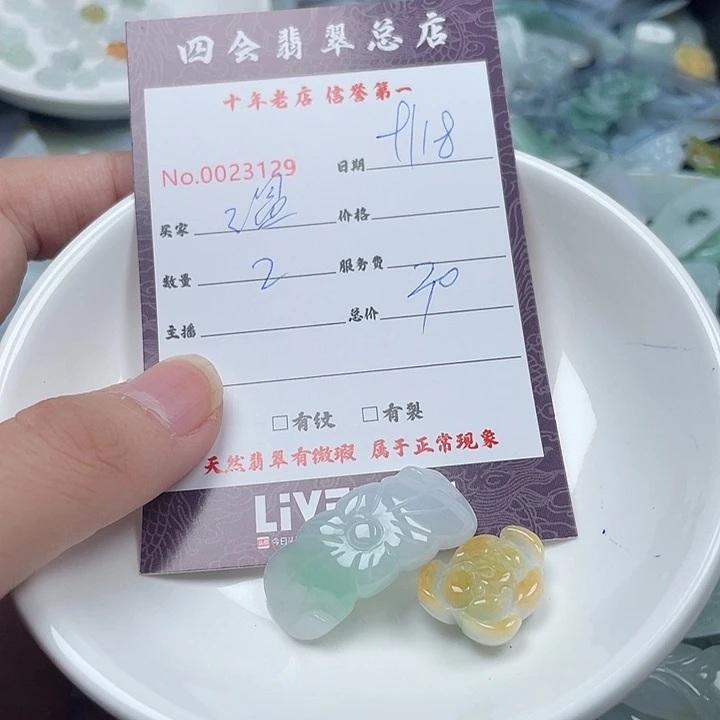 四会翡翠总店
十年老店 信誉第一
No.0023129 日期
买家 价格
数量 2 服务费
主播 总价
□有纹 □有裂
天然翡翠有微瑕 属于正常现象
LiVE
今日